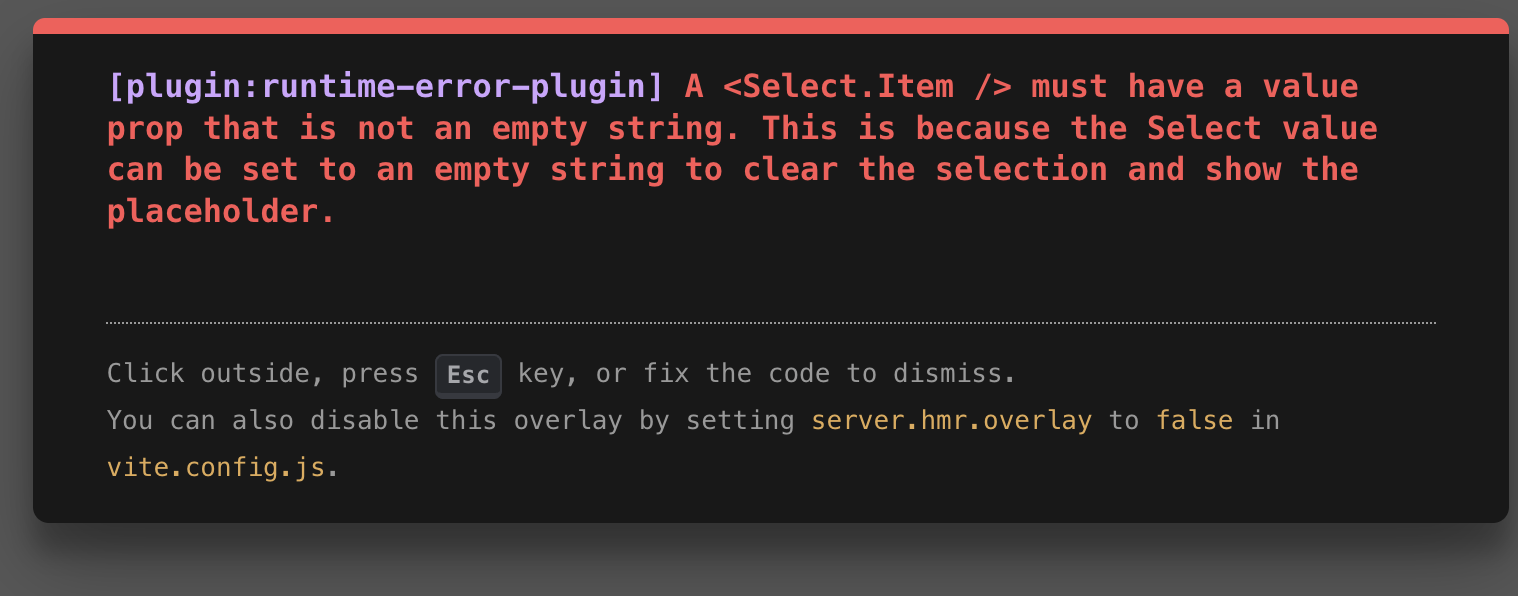 [plugin:runtime-error-plugin] A <Select.Item /> must have a value
prop that is not an empty string. This is because the Select value
can be set to an empty string to clear the selection and show the
placeholder.
Click outside, press Esc key, or fix the code to dismiss.
You can also disable this overlay by setting server.hmr.overlay to false in
vite.config.js.